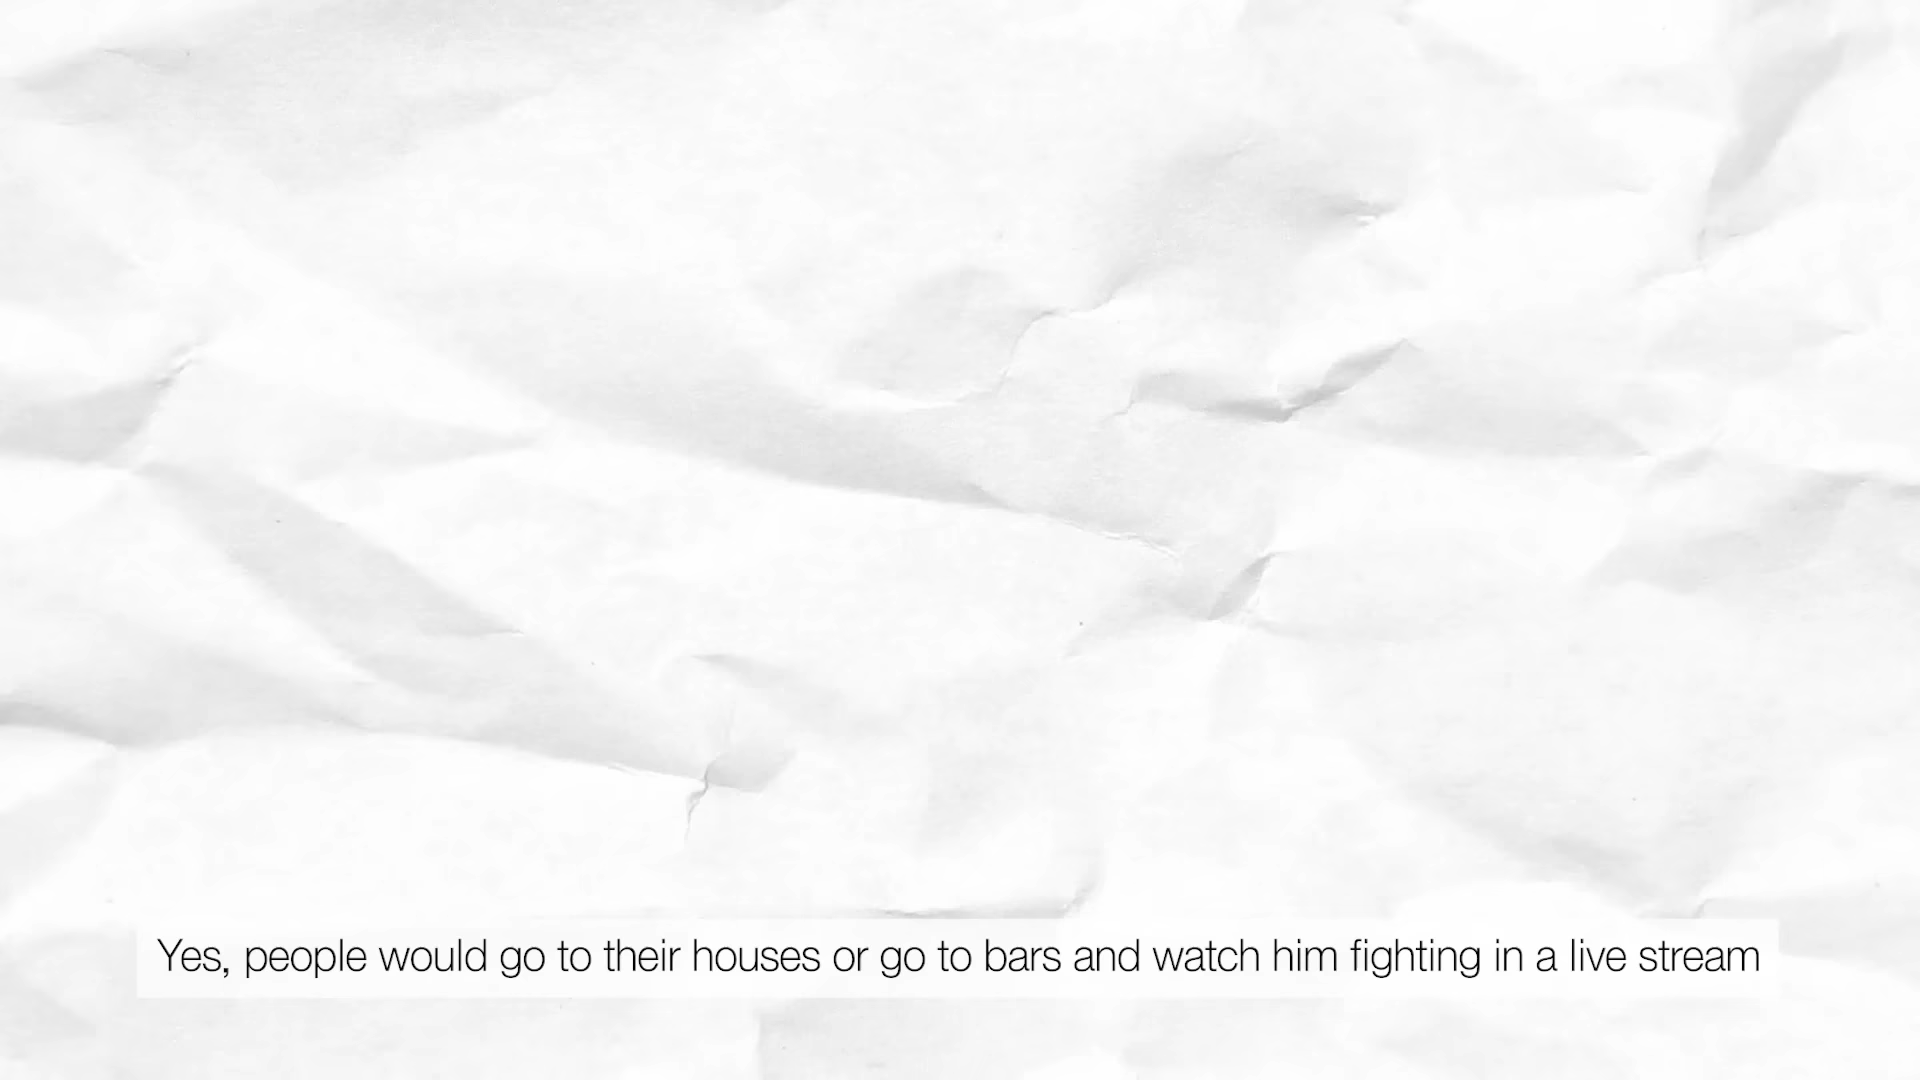 Yes, people would go to their houses or go to bars and watch him fighting in a live stream